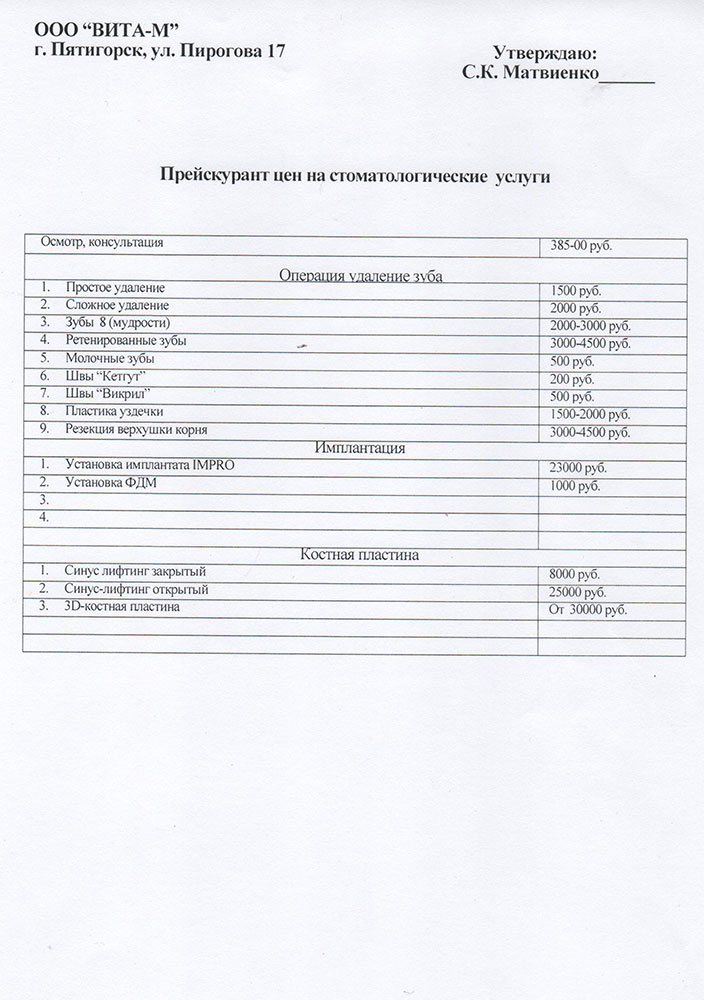 ООО “ВИТА-М”
г. Пятигорск, ул. Пирогова 17
Утверждаю:
С.К. Матвиенко______
Прейскурант цен на стоматологические услуги
Осмотр, консультация 385-00 руб.
Операция удаление зуба
1. Простое удаление 1500 руб.
2. Сложное удаление 2000 руб.
3. Зубы 8 (мудрости) 2000-3000 руб.
4. Ретенированные зубы 3000-4500 руб.
5. Молочные зубы 500 руб.
6. Швы “Кетгут” 200 руб.
7. Швы “Викрил” 500 руб.
8. Пластика уздечки 1500-2000 руб.
9. Резекция верхушки корня 3000-4500 руб.
Имплантация
1. Установка имплантата IMPRO 23000 руб.
2. Установка ФДМ 1000 руб.
3.
4.
Костная пластина
1. Синус лифтинг закрытый 8000 руб.
2. Синус-лифтинг открытый 25000 руб.
3. 3D-костная пластина От 30000 руб.